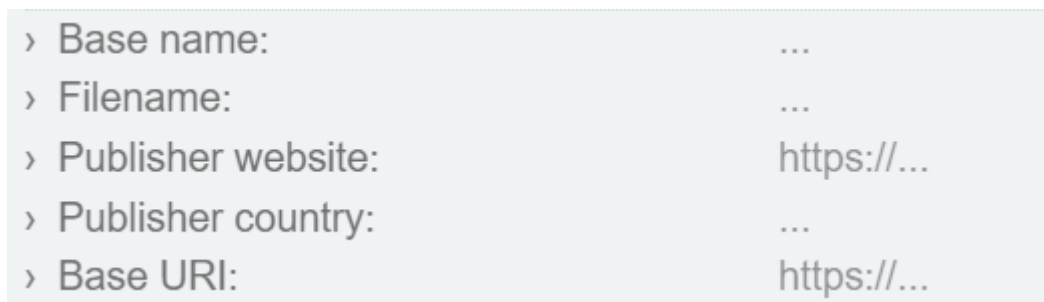 › Base name: ...
› Filename: ...
› Publisher website: https://...
› Publisher country: ...
› Base URI: https://...